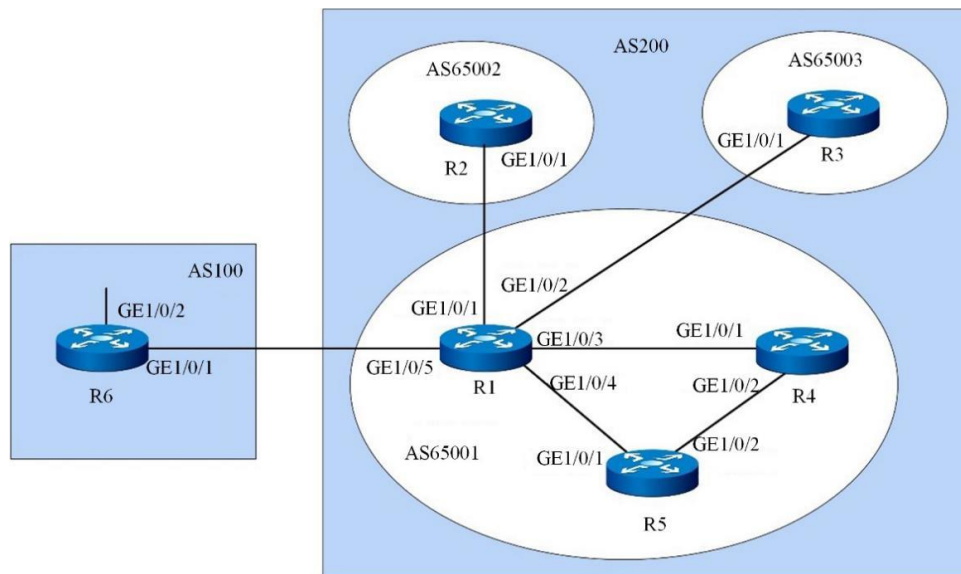 AS200
AS65002
AS65003
GE1/0/1
R2
GE1/0/1
R3
AS100
GE1/0/2
GE1/0/1
R6
GE1/0/2
GE1/0/1
GE1/0/3
GE1/0/5
R1
GE1/0/4
GE1/0/1
R4
GE1/0/2
GE1/0/2
GE1/0/1
R5
AS65001